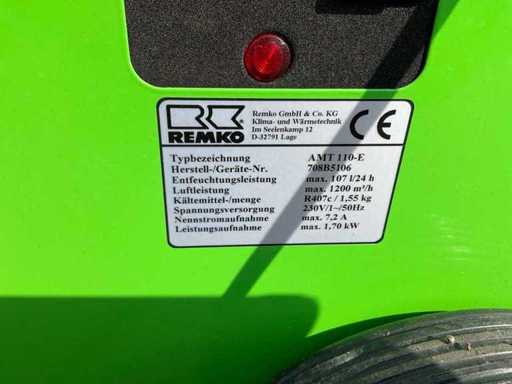 REMKO
Remko GmbH & Co. KG
Klima- und Wärmetechnik
Im Seelenkamp 12
D-32791 Lage
CE
Typbezeichnung AMT 110-E
Herstell-/Geräte-Nr. 708B5106
Entfeuchtungsleistung max. 107 l/24 h
Luftleistung max. 1200 m³/h
Kältemittel-/menge R407c / 1,55 kg
Spannungsversorgung 230V/1~/50Hz
Nennstromaufnahme max. 7,2 A
Leistungsaufnahme max. 1,70 kW